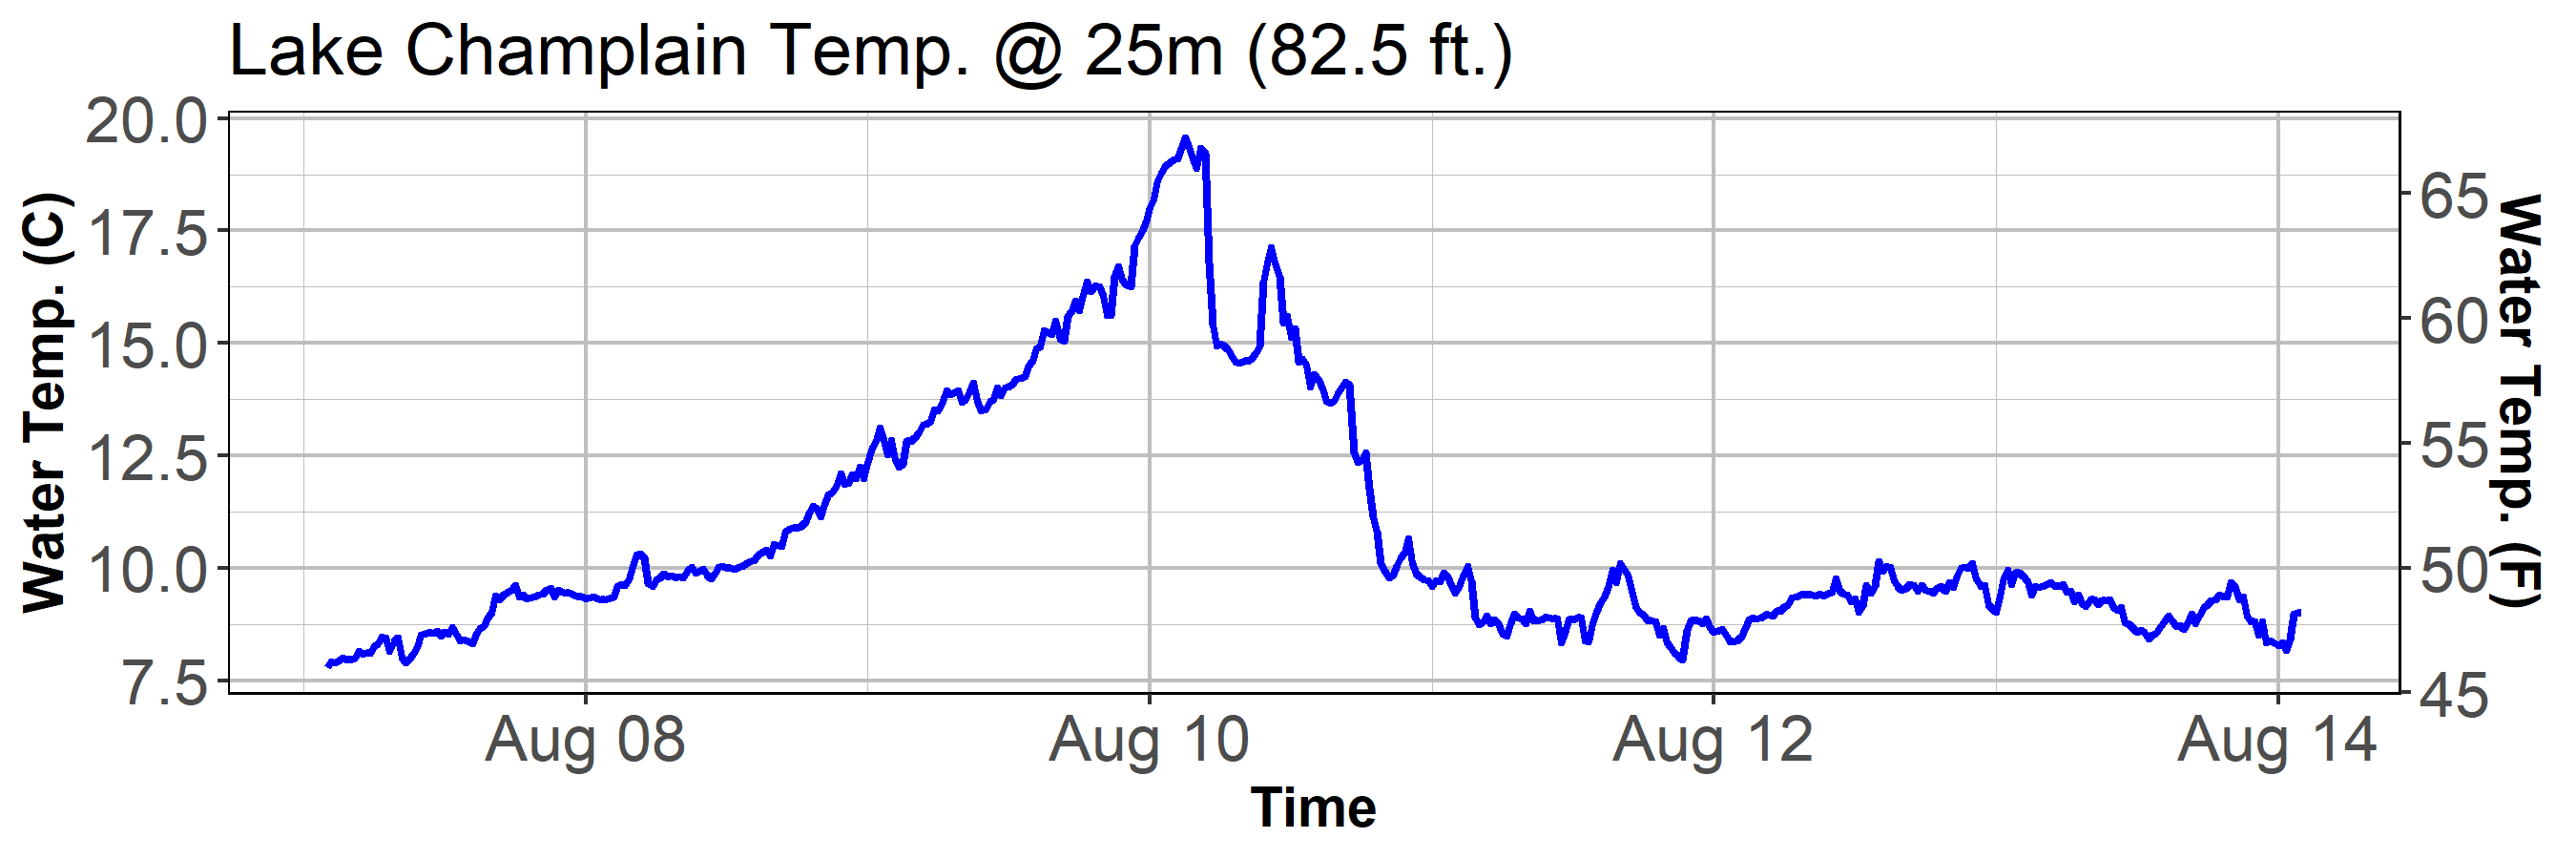 Lake Champlain Temp. @ 25m (82.5 ft.)
20.0
17.5
15.0
12.5
10.0
7.5
Water Temp. (C)
65
60
55
50
45
Water Temp. (F)
Aug 08 Aug 10 Aug 12 Aug 14
Time